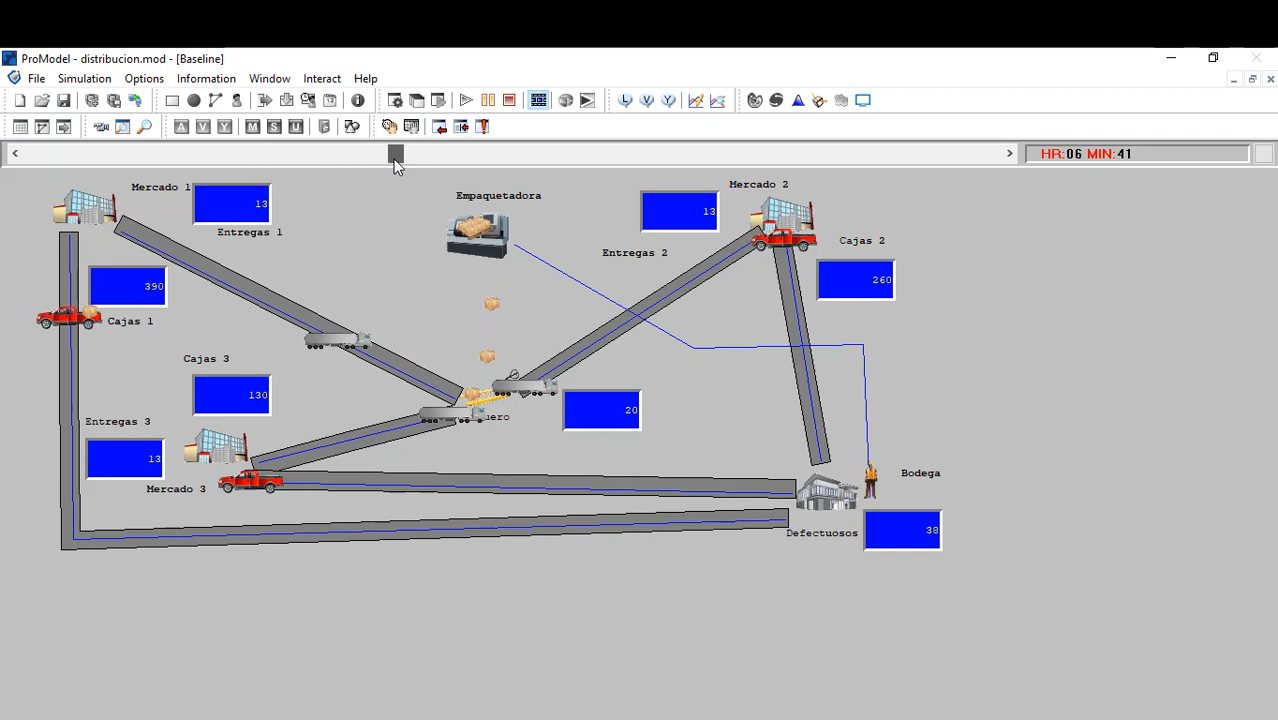 ProModel - distribucion.mod - [Baseline]
File Simulation Options Information Window Interact Help
HR:06 MIN:41
Mercado 1
13
Entregas 1
Empaquetadora
13
Mercado 2
Entregas 2
Cajas 2
260
390
Cajas 1
Cajas 3
130
20
Entregas 3
13
Mercado 3
Bodega
Defectuosos
38